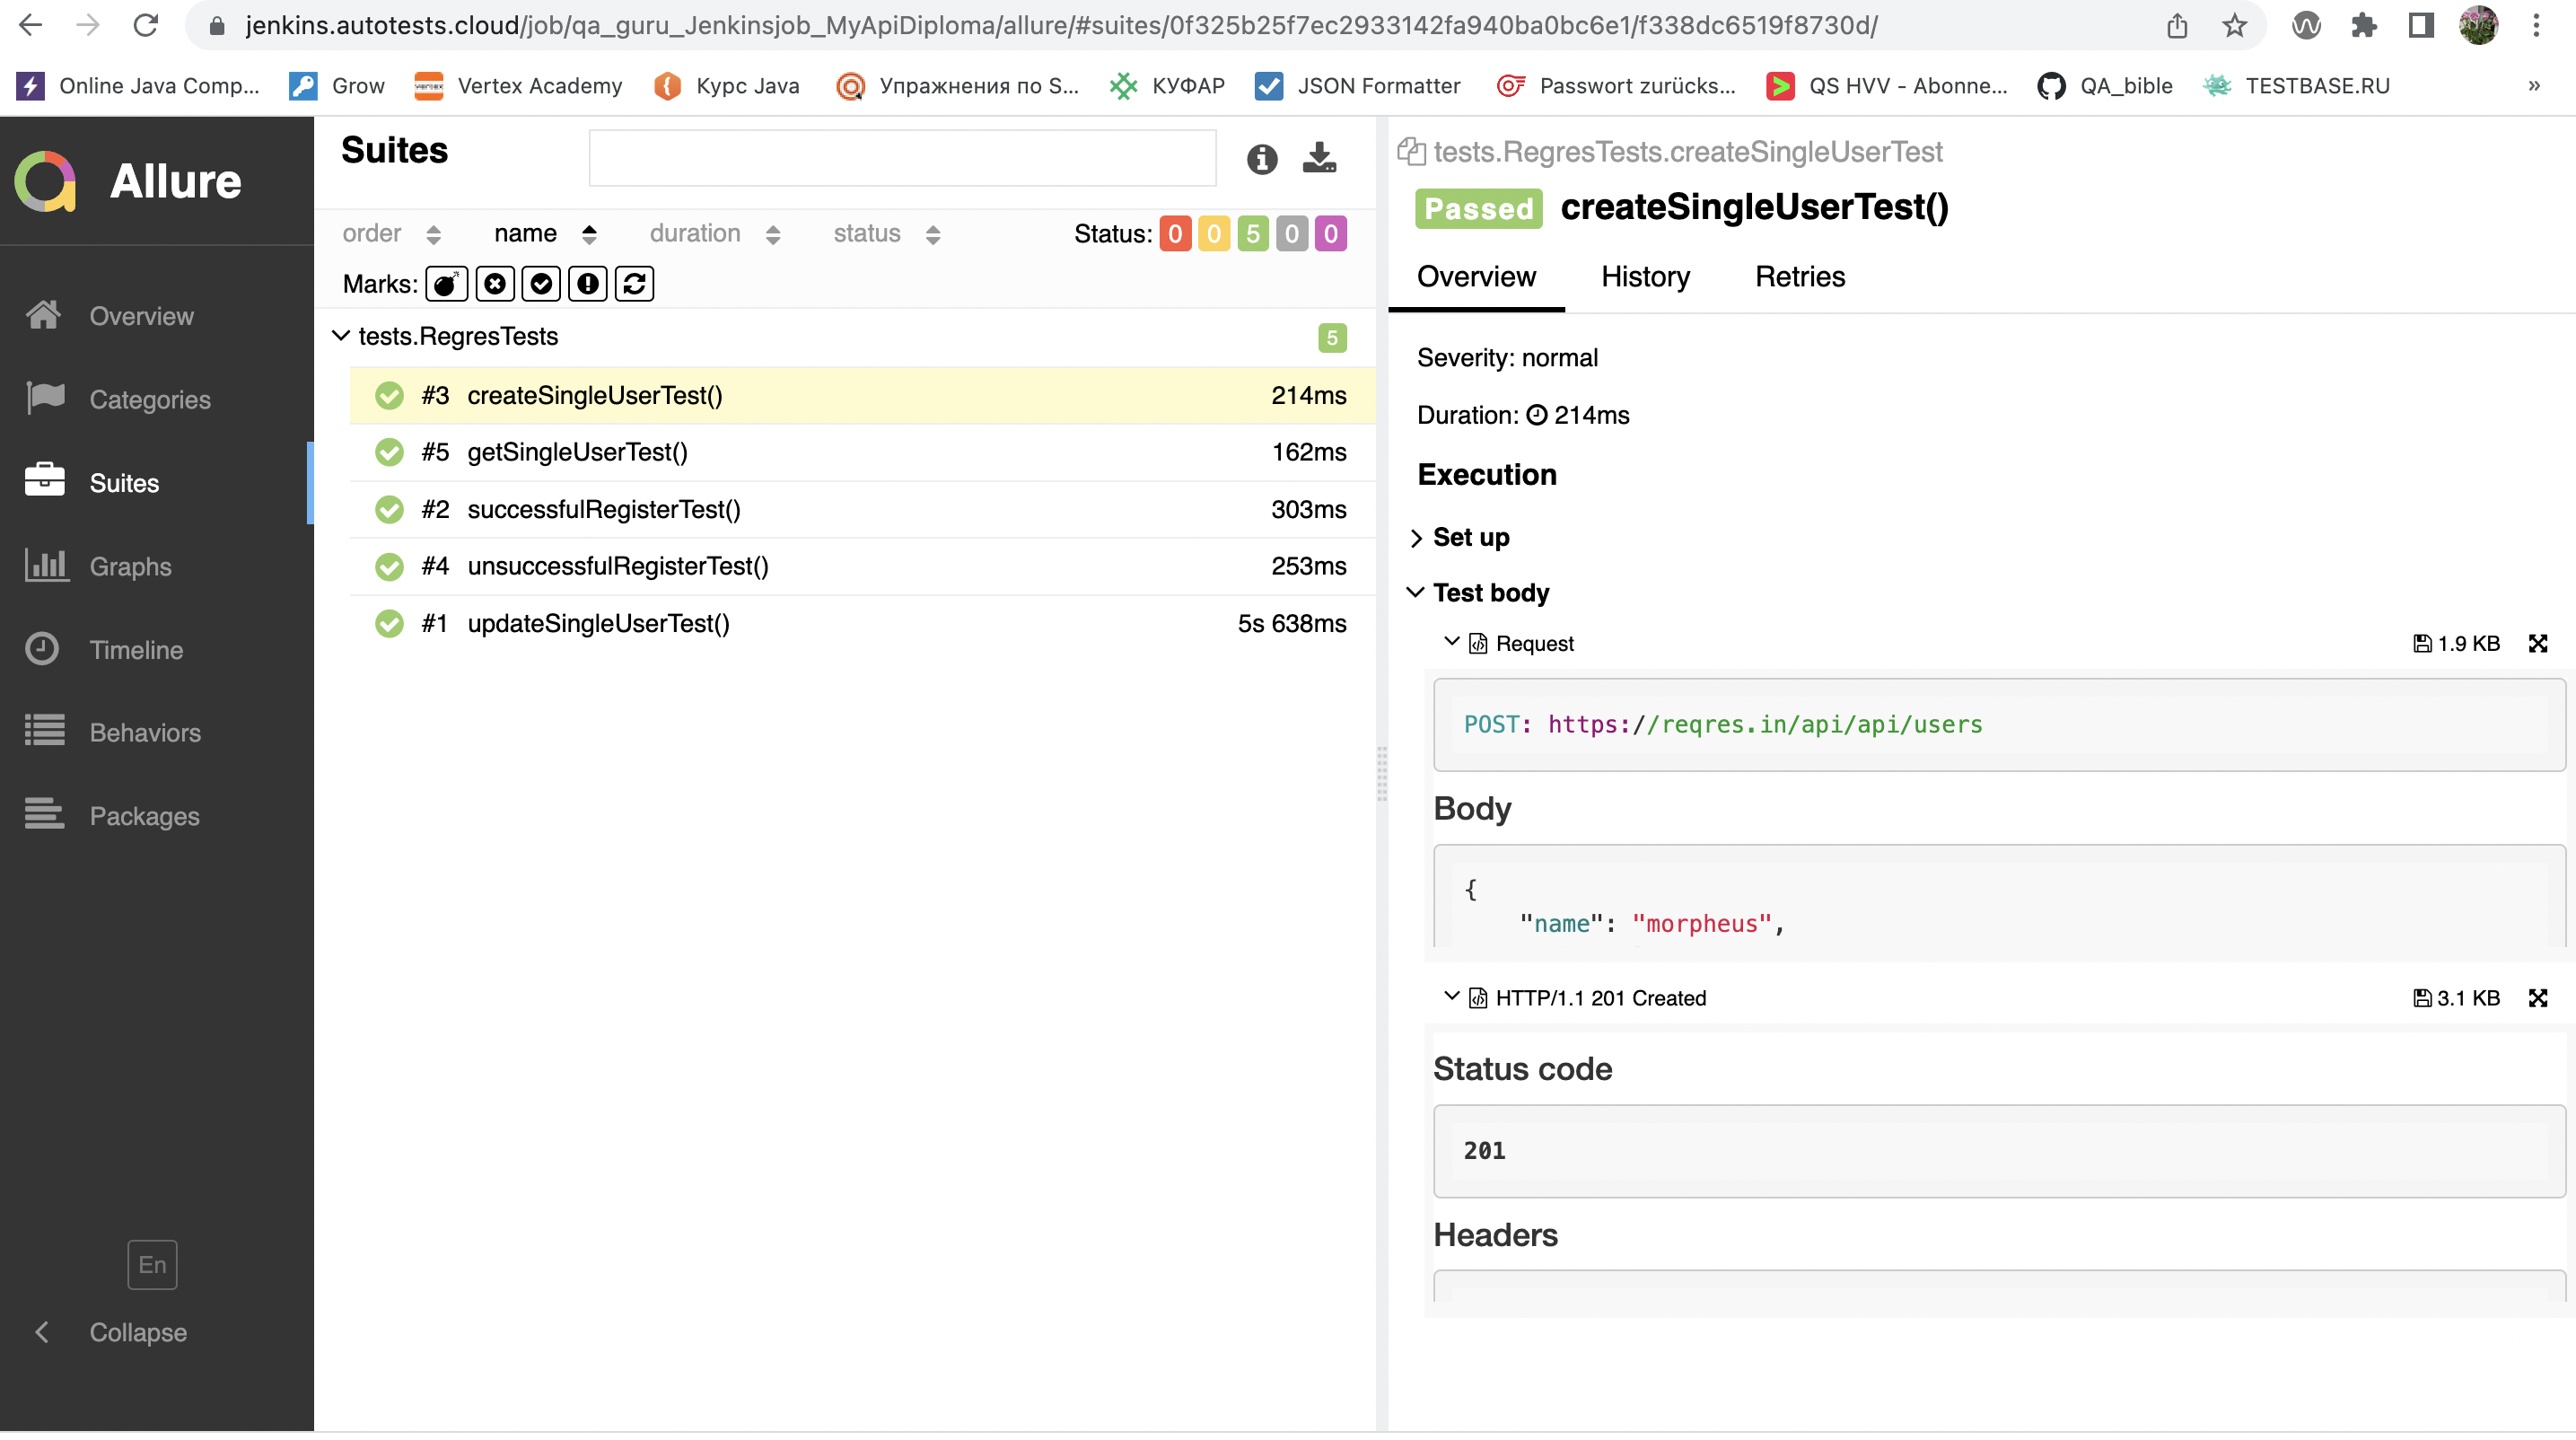 jenkins.autotests.cloud/job/qa_guru_Jenkinsjob_MyApiDiploma/allure/#suites/0f325b25f7ec2933142fa940ba0bc6e1/f338dc6519f8730d/
Online Java Comp... Grow Vertex Academy Курс Java Упражнения по S... КУФАР JSON Formatter Passwort zurücks... QS HVV - Abonne... QA_bible TESTBASE.RU »
Allure
Overview
Categories
Suites
Graphs
Timeline
Behaviors
Packages
En
Collapse
Suites
order name duration status Status: 0 0 5 0 0
Marks:
tests.RegresTests 5
#3 createSingleUserTest() 214ms
#5 getSingleUserTest() 162ms
#2 successfulRegisterTest() 303ms
#4 unsuccessfulRegisterTest() 253ms
#1 updateSingleUserTest() 5s 638ms
tests.RegresTests.createSingleUserTest
Passed createSingleUserTest()
Overview History Retries
Severity: normal
Duration: 214ms
Execution
Set up
Test body
Request 1.9 KB
POST: https://reqres.in/api/api/users
Body
{
"name": "morpheus",
HTTP/1.1 201 Created 3.1 KB
Status code
201
Headers